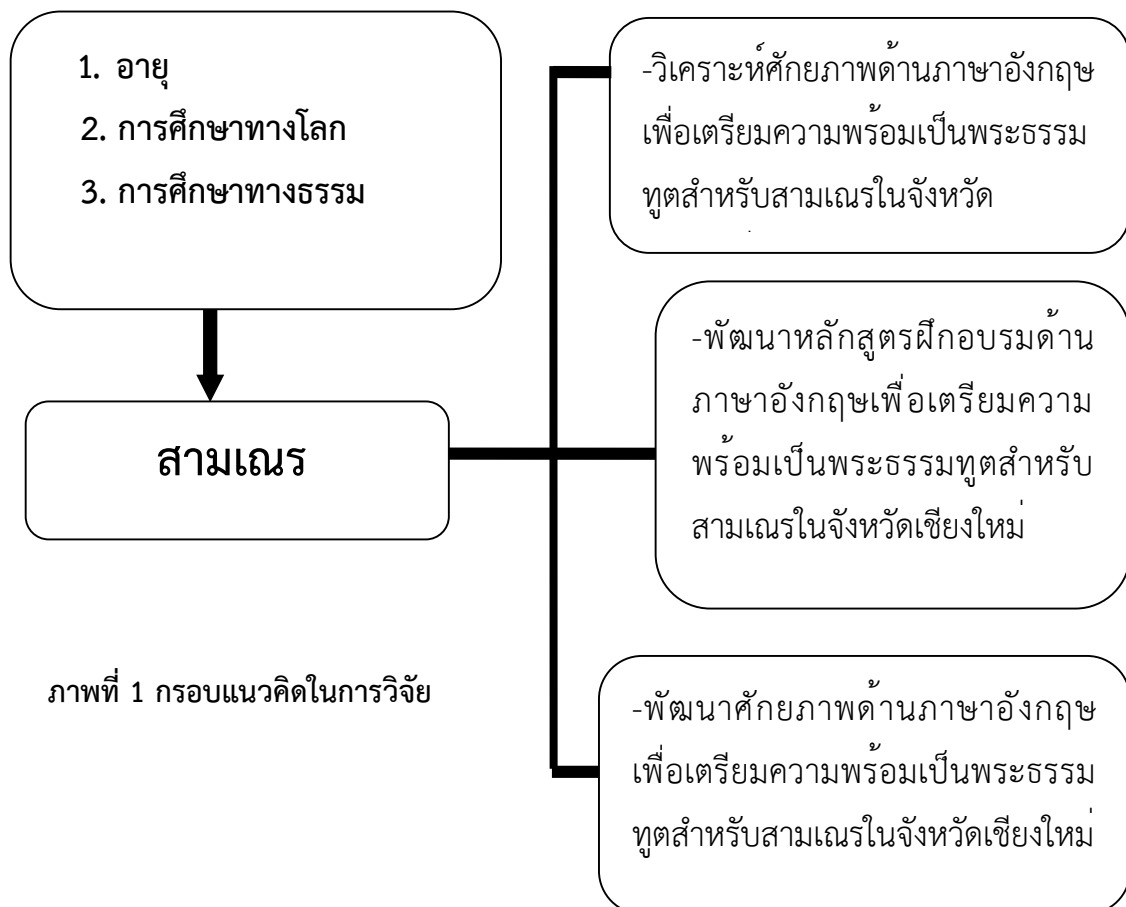 1. อายุ
2. การศึกษาทางโลก
3. การศึกษาทางธรรม
สามเณร
-วิเคราะห์ศักยภาพด้านภาษาอังกฤษ
เพื่อเตรียมความพร้อมเป็นพระธรรม
ทูตสำหรับสามเณรในจังหวัด
-พัฒนาหลักสูตรฝึกอบรมด้าน
ภาษาอังกฤษเพื่อเตรียมความ
พร้อมเป็นพระธรรมทูตสำหรับ
สามเณรในจังหวัดเชียงใหม่
-พัฒนาศักยภาพด้านภาษาอังกฤษ
เพื่อเตรียมความพร้อมเป็นพระธรรม
ทูตสำหรับสามเณรในจังหวัดเชียงใหม่
ภาพที่ 1 กรอบแนวคิดในการวิจัย